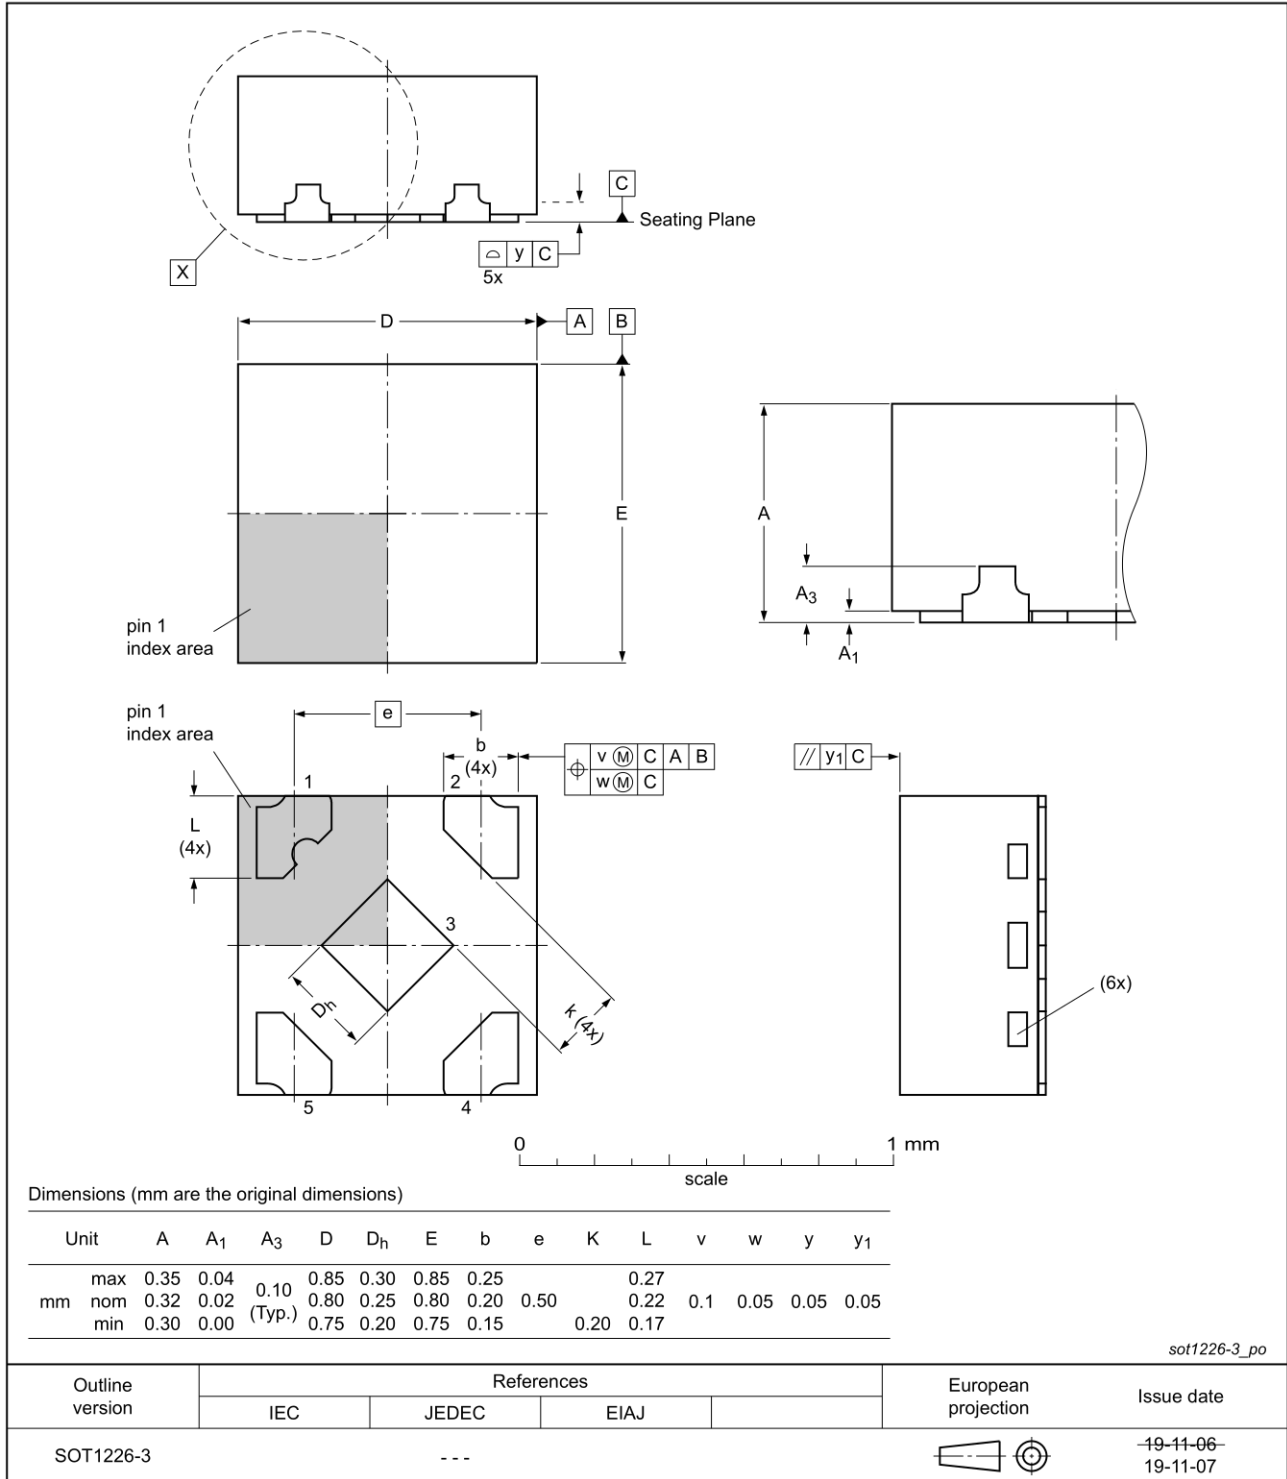 C
Seating Plane
⌓ y C
5x
X
D
A
B
E
pin 1
index area
A
A3
A1
pin 1
index area
e
b
(4x)
⌖ v Ⓜ C A B
w Ⓜ C
// y1 C
1
2
L
(4x)
3
Dh
k (4x)
(6x)
5
4
0
1 mm
scale
Dimensions (mm are the original dimensions)
Unit A A1 A3 D Dh E b e K L v w y y1
max 0.35 0.04 0.85 0.30 0.85 0.25 0.27
mm nom 0.32 0.02 0.10 (Typ.) 0.80 0.25 0.80 0.20 0.50 0.22 0.1 0.05 0.05 0.05
min 0.30 0.00 0.75 0.20 0.75 0.15 0.20 0.17
sot1226-3_po
Outline version
References
European projection
Issue date
IEC JEDEC EIAJ
SOT1226-3
- - -
19-11-06
19-11-07